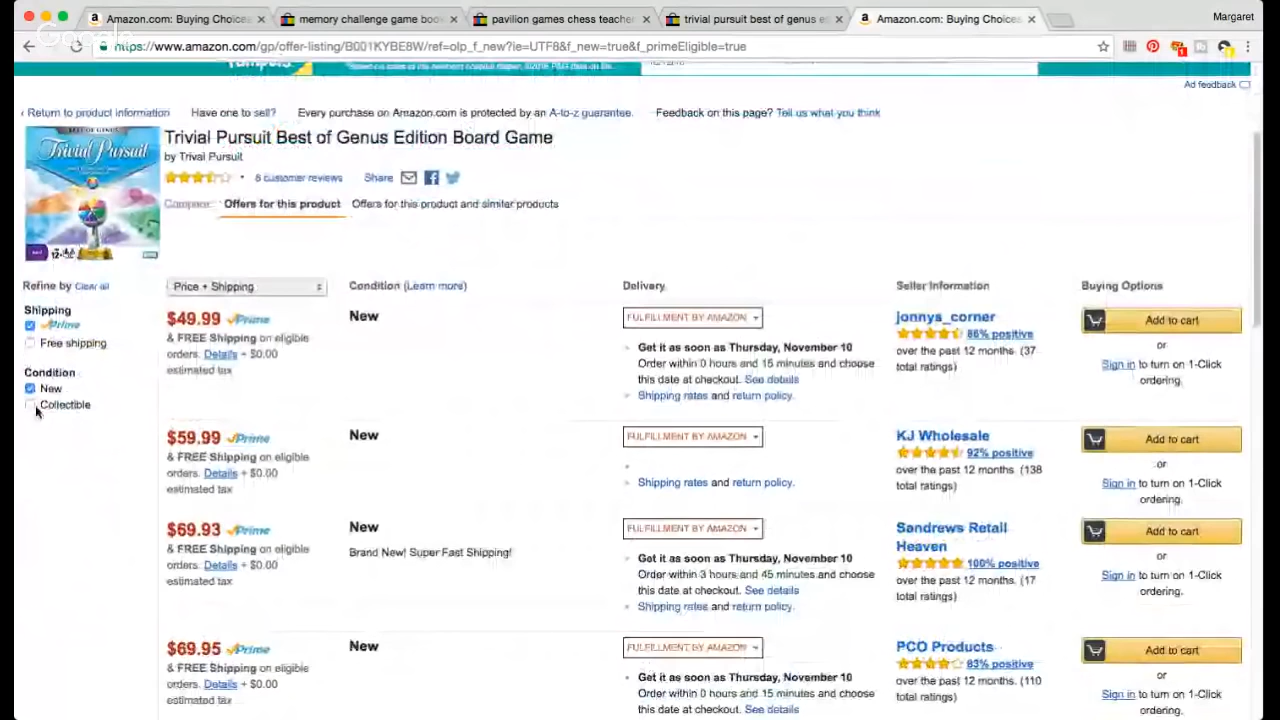 Amazon.com: Buying Choices
memory challenge game boo
pavilion games chess teache
trivial pursuit best of genus e
Amazon.com: Buying Choices
Margaret
Google
https://www.amazon.com/gp/offer-listing/B001KYBE8W/ref=olp_f_new?ie=UTF8&f_new=true&f_primeEligible=true
Ad feedback
‹ Return to product information
Have one to sell?
Every purchase on Amazon.com is protected by an A-to-z guarantee.
Feedback on this page? Tell us what you think
Trivial Pursuit
12+
Trivial Pursuit Best of Genus Edition Board Game
by Trival Pursuit
6 customer reviews
Share
Compare:
Offers for this product
Offers for this product and similar products
Refine by Clear all
Shipping
Prime
Free shipping
Condition
New
Collectible
Price + Shipping
Condition (Learn more)
Delivery
Seller Information
Buying Options
$49.99 Prime
& FREE Shipping on eligible
orders. Details + $0.00
estimated tax
New
FULFILLMENT BY AMAZON
Get it as soon as Thursday, November 10
Order within 0 hours and 15 minutes and choose
this date at checkout. See details
Shipping rates and return policy.
jonnys_corner
86% positive
over the past 12 months. (37
total ratings)
Add to cart
or
Sign in to turn on 1-Click
ordering.
$59.99 Prime
& FREE Shipping on eligible
orders. Details + $0.00
estimated tax
New
FULFILLMENT BY AMAZON
Shipping rates and return policy.
KJ Wholesale
92% positive
over the past 12 months. (138
total ratings)
Add to cart
or
Sign in to turn on 1-Click
ordering.
$69.93 Prime
& FREE Shipping on eligible
orders. Details + $0.00
estimated tax
New
Brand New! Super Fast Shipping!
FULFILLMENT BY AMAZON
Get it as soon as Thursday, November 10
Order within 3 hours and 45 minutes and choose
this date at checkout. See details
Shipping rates and return policy.
Sandrews Retail
Heaven
100% positive
over the past 12 months. (17
total ratings)
Add to cart
or
Sign in to turn on 1-Click
ordering.
$69.95 Prime
& FREE Shipping on eligible
orders. Details + $0.00
estimated tax
New
FULFILLMENT BY AMAZON
Get it as soon as Thursday, November 10
Order within 0 hours and 15 minutes and choose
this date at checkout. See details
PCO Products
83% positive
over the past 12 months. (110
total ratings)
Add to cart
or
Sign in to turn on 1-Click
ordering.